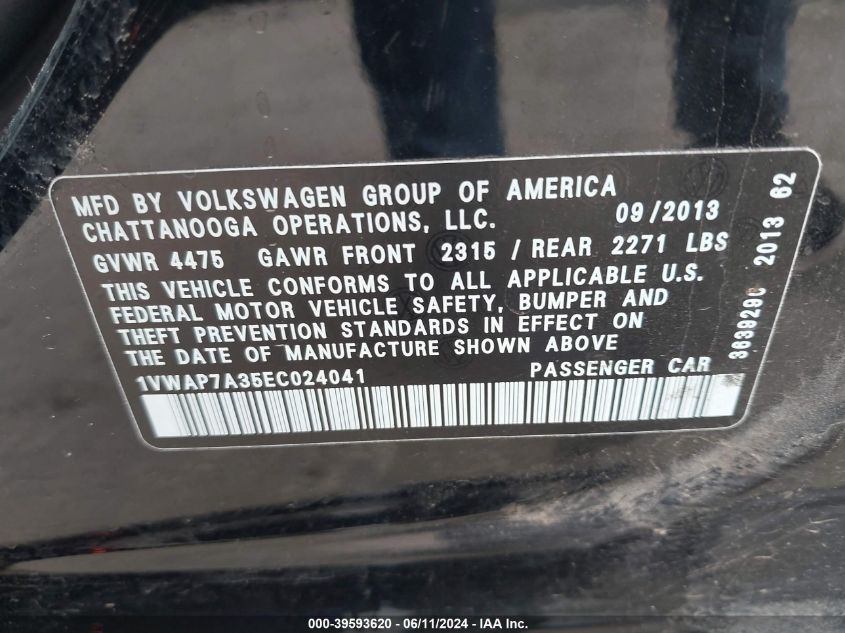 MFD BY VOLKSWAGEN GROUP OF AMERICA
CHATTANOOGA OPERATIONS, LLC. 09/2013
GVWR 4475 GAWR FRONT 2315 / REAR 2271 LBS
THIS VEHICLE CONFORMS TO ALL APPLICABLE U.S.
FEDERAL MOTOR VEHICLE SAFETY, BUMPER AND
THEFT PREVENTION STANDARDS IN EFFECT ON
THE DATE OF MANUFACTURE SHOWN ABOVE
1VWAP7A35EC024041 PASSENGER CAR
3639290 2013 62
000-39593620 - 06/11/2024 - IAA Inc.